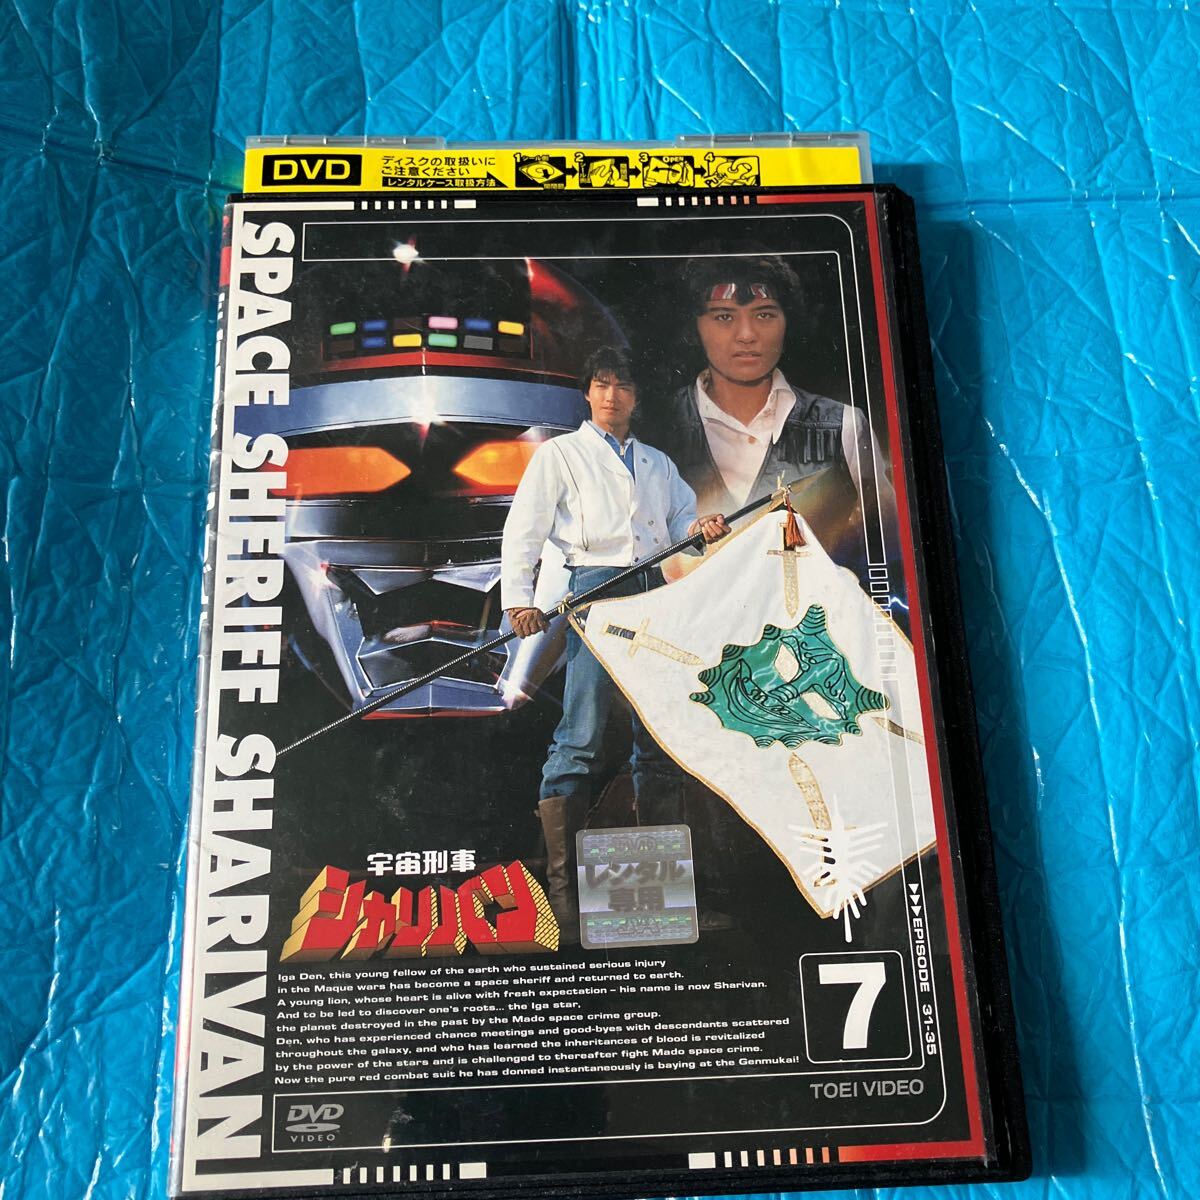 DVD
ディスクの取扱いに
ご注意ください
レンタルケース取扱方法
1
2
3 OPEN
4
SPACE SHERIFF SHARIVAN
宇宙刑事
シャリバン
DVD
レンタル
専用
Iga Den, this young fellow of the earth who sustained serious injury
in the Maque wars has become a space sheriff and returned to earth.
A young lion, whose heart is alive with fresh expectation – his name is now Sharivan.
And to be led to discover one's roots... the Iga star,
the planet destroyed in the past by the Mado space crime group.
Den, who has experienced chance meetings and good-byes with descendants scattered
throughout the galaxy, and who has learned the inheritances of blood is revitalized
by the power of the stars and is challenged to thereafter fight Mado space crime.
Now the pure red combat suit he has donned instantaneously is baying at the Genmukai!
EPISODE 31-35
7
TOEI VIDEO
DVD
VIDEO